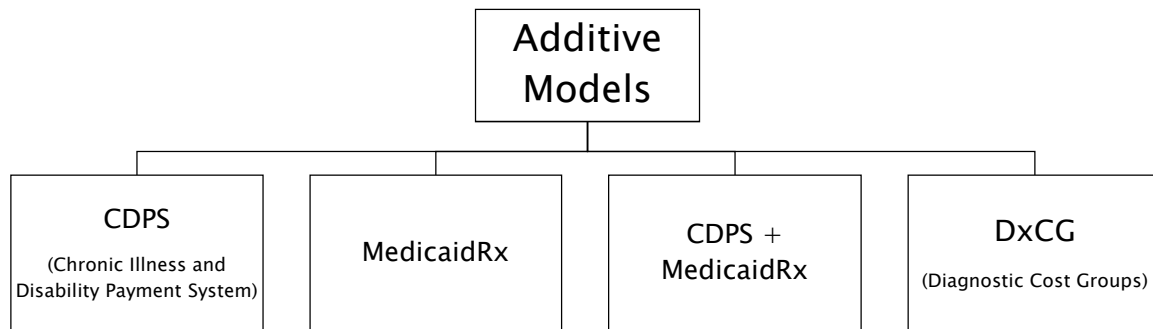 Additive
Models
CDPS
(Chronic Illness and
Disability Payment System)
MedicaidRx
CDPS +
MedicaidRx
DxCG
(Diagnostic Cost Groups)